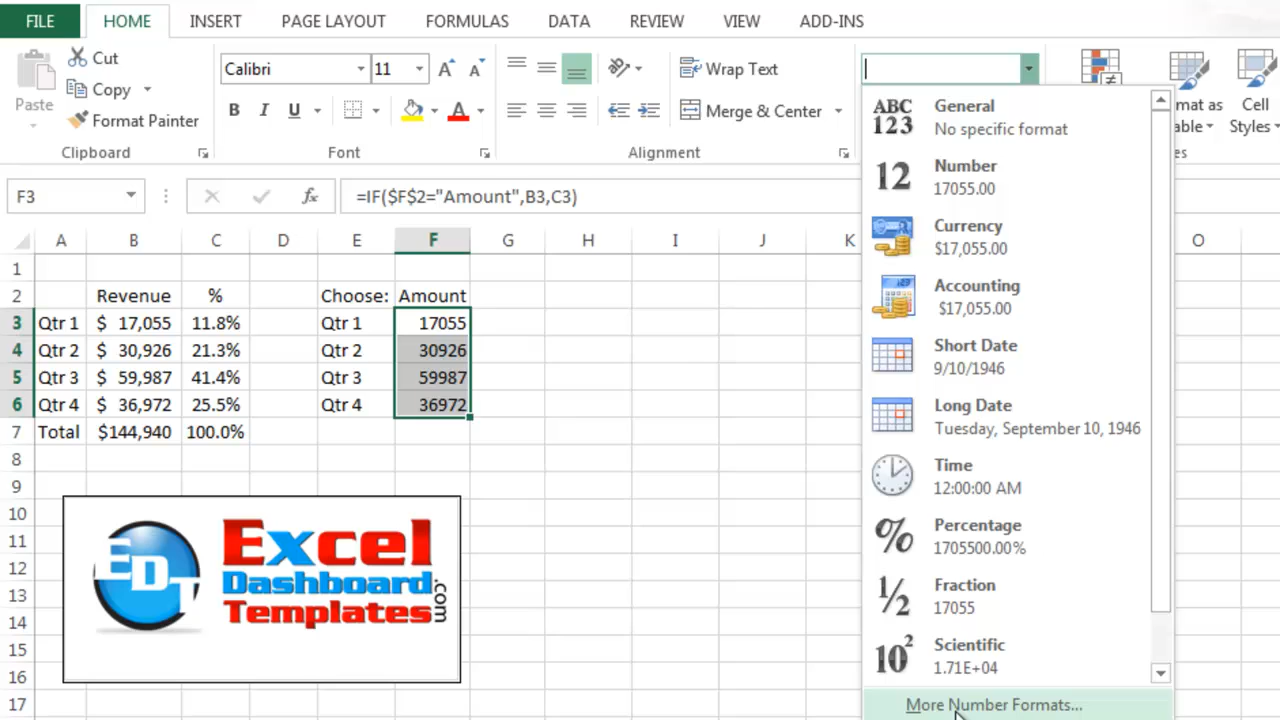 FILE HOME INSERT PAGE LAYOUT FORMULAS DATA REVIEW VIEW ADD-INS
Paste
Cut
Copy
Format Painter
Clipboard
Calibri 11 A A
B I U A
Font
Wrap Text
Merge & Center
Alignment
mat as
able
Cell
Styles
es
F3 fx =IF($F$2="Amount",B3,C3)
A B C D E F G H I J K O
1
2 Revenue % Choose: Amount
3 Qtr 1 $ 17,055 11.8% Qtr 1 17055
4 Qtr 2 $ 30,926 21.3% Qtr 2 30926
5 Qtr 3 $ 59,987 41.4% Qtr 3 59987
6 Qtr 4 $ 36,972 25.5% Qtr 4 36972
7 Total $144,940 100.0%
8
9
10
11
12
13
14
15
16
17
EDT
Excel
Dashboard
Templates
.com
ABC
123
General
No specific format
12
Number
17055.00
Currency
$17,055.00
Accounting
$17,055.00
Short Date
9/10/1946
Long Date
Tuesday, September 10, 1946
Time
12:00:00 AM
%
Percentage
1705500.00%
1/2
Fraction
17055
10²
Scientific
1.71E+04
More Number Formats...